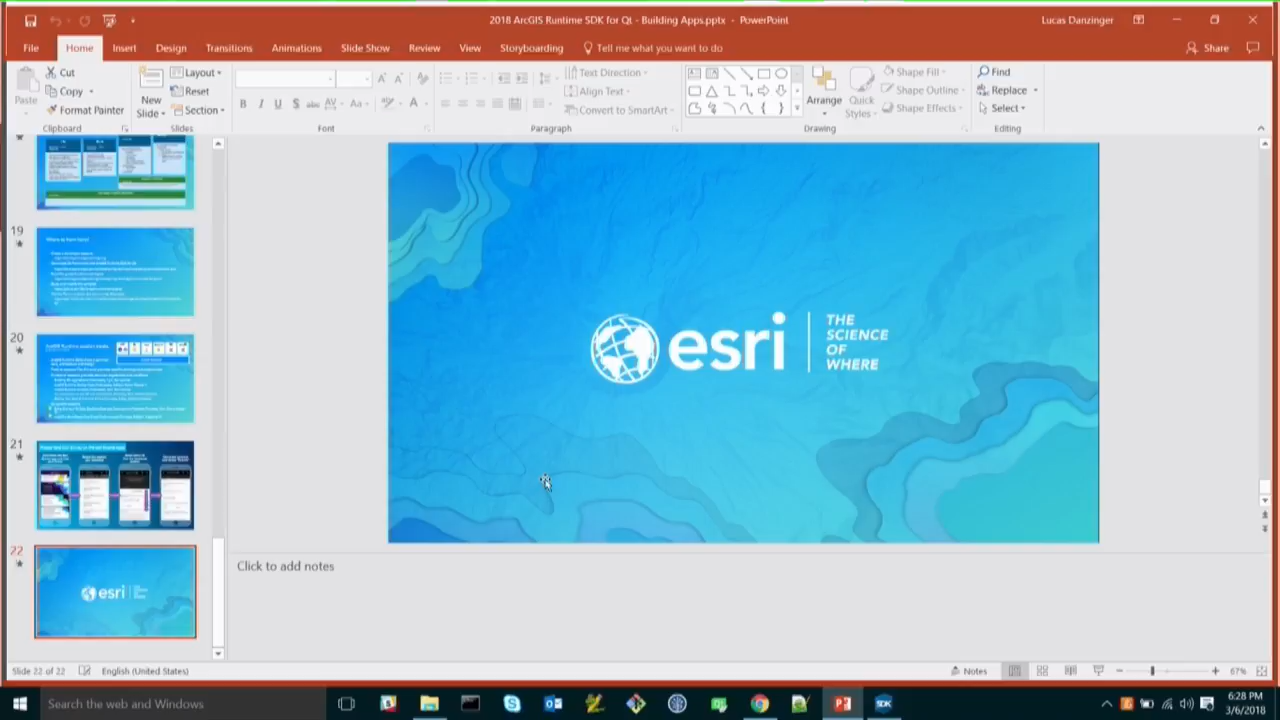 2018 ArcGIS Runtime SDK for Qt - Building Apps.pptx - PowerPoint
Lucas Danzinger
File Home Insert Design Transitions Animations Slide Show Review View Storyboarding Tell me what you want to do Share
Paste
Cut
Copy
Format Painter
Clipboard
New
Slide
Layout
Reset
Section
Slides
B I U S abc AV Aa A
Font
Text Direction
Align Text
Convert to SmartArt
Paragraph
Arrange
Quick
Styles
Shape Fill
Shape Outline
Shape Effects
Drawing
Find
Replace
Select
Editing
19
20
21
22
esri
THE
SCIENCE
OF
WHERE
esri
Click to add notes
Slide 22 of 22 English (United States) Notes 67%
Search the web and Windows
SDK
6:28 PM
3/6/2018